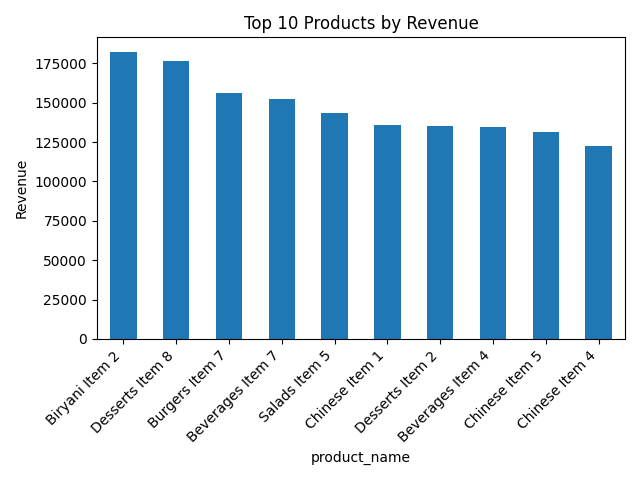 Top 10 Products by Revenue
Revenue
175000
150000
125000
100000
75000
50000
25000
0
Biryani Item 2
Desserts Item 8
Burgers Item 7
Beverages Item 7
Salads Item 5
Chinese Item 1
Desserts Item 2
Beverages Item 4
Chinese Item 5
Chinese Item 4
product_name